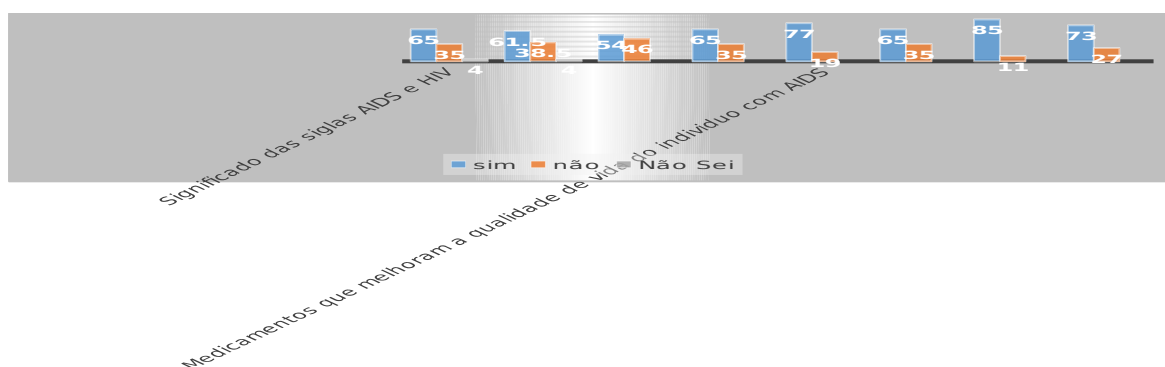 65 35 4 61.5 38.5 4 54 46 65 35 77 19 65 35 85 11 73 27
Significado das siglas AIDS e HIV
Medicamentos que melhoram a qualidade de vida do individuo com AIDS
sim não Não Sei